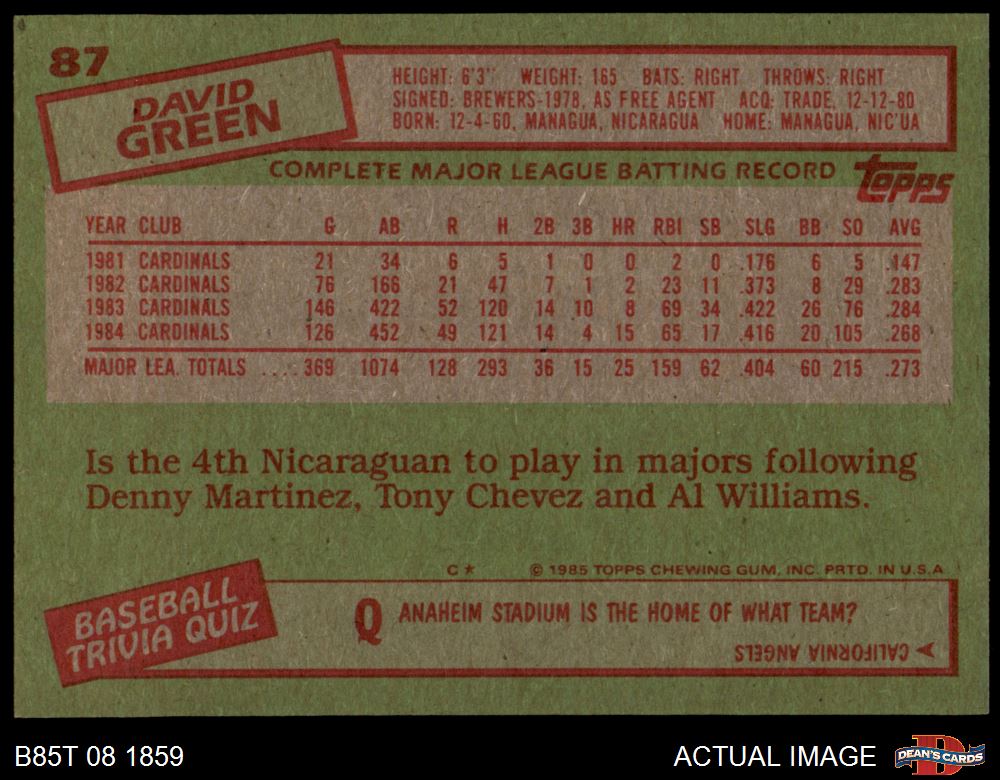 87
DAVID
GREEN
HEIGHT: 6'3" WEIGHT: 165 BATS: RIGHT THROWS: RIGHT
SIGNED: BREWERS-1978, AS FREE AGENT ACQ: TRADE, 12-12-80
BORN: 12-4-60, MANAGUA, NICARAGUA HOME: MANAGUA, NIC'UA
COMPLETE MAJOR LEAGUE BATTING RECORD
topps
YEAR CLUB G AB R H 2B 3B HR RBI SB SLG BB SO AVG
1981 CARDINALS 21 34 6 5 1 0 0 2 0 .176 6 5 .147
1982 CARDINALS 76 166 21 47 7 1 2 23 11 .373 8 29 .283
1983 CARDINALS 146 422 52 120 14 10 8 69 34 .422 26 76 .284
1984 CARDINALS 126 452 49 121 14 4 15 65 17 .416 20 105 .268
MAJOR LEA. TOTALS .... 369 1074 128 293 36 15 25 159 62 .404 60 215 .273
Is the 4th Nicaraguan to play in majors following
Denny Martinez, Tony Chevez and Al Williams.
C* © 1985 TOPPS CHEWING GUM, INC. PRTD. IN U.S.A.
BASEBALL
TRIVIA QUIZ
Q ANAHEIM STADIUM IS THE HOME OF WHAT TEAM?
CALIFORNIA ANGELS
B85T 08 1859
ACTUAL IMAGE
DEAN'S CARDS